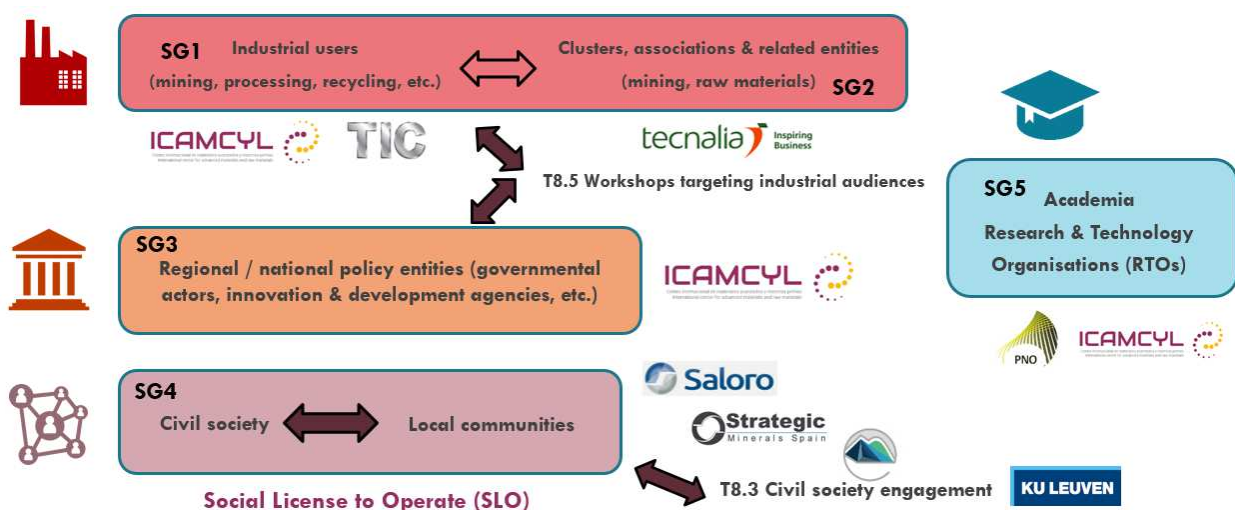 SG1
Industrial users
(mining, processing, recycling, etc.)
Clusters, associations & related entities
(mining, raw materials)
SG2
ICAMCYL
TIC
tecnalia
Inspiring
Business
T8.5 Workshops targeting industrial audiences
SG3
Regional / national policy entities (governmental
actors, innovation & development agencies, etc.)
ICAMCYL
SG5
Academia
Research & Technology
Organisations (RTOs)
PNO
ICAMCYL
SG4
Civil society
Local communities
Social License to Operate (SLO)
Saloro
Strategic
Minerals Spain
T8.3 Civil society engagement
KU LEUVEN